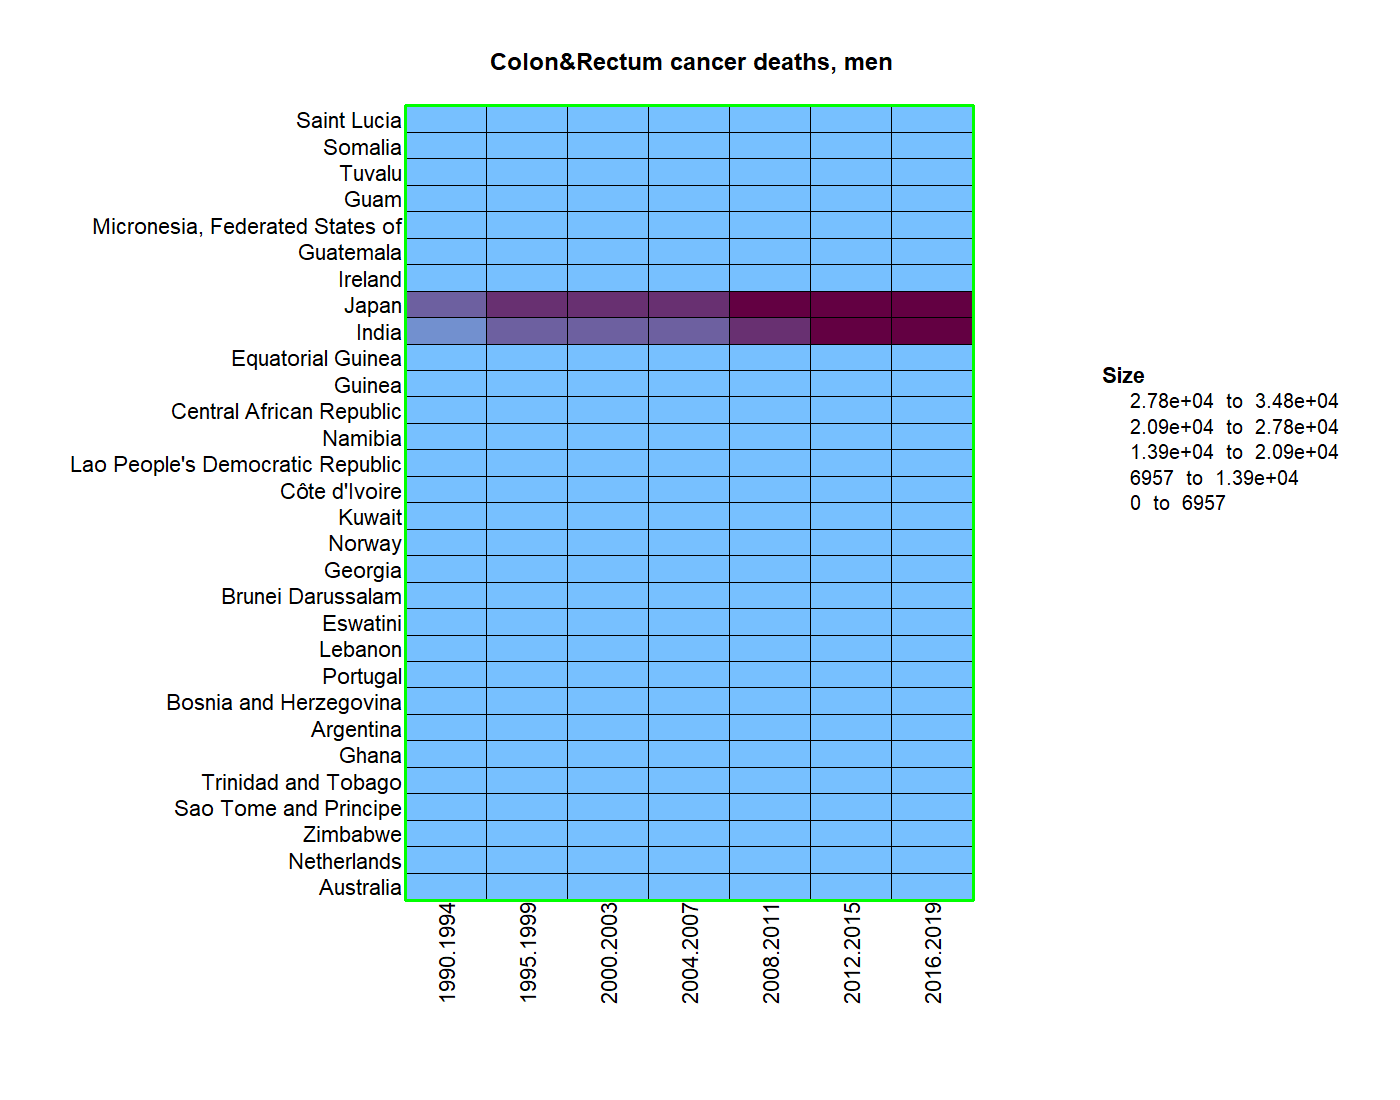 Colon&Rectum cancer deaths, men
Saint Lucia
Somalia
Tuvalu
Guam
Micronesia, Federated States of
Guatemala
Ireland
Japan
India
Equatorial Guinea
Guinea
Central African Republic
Namibia
Lao People's Democratic Republic
Côte d'Ivoire
Kuwait
Norway
Georgia
Brunei Darussalam
Eswatini
Lebanon
Portugal
Bosnia and Herzegovina
Argentina
Ghana
Trinidad and Tobago
Sao Tome and Principe
Zimbabwe
Netherlands
Australia
1990.1994
1995.1999
2000.2003
2004.2007
2008.2011
2012.2015
2016.2019
Size
2.78e+04 to 3.48e+04
2.09e+04 to 2.78e+04
1.39e+04 to 2.09e+04
6957 to 1.39e+04
0 to 6957